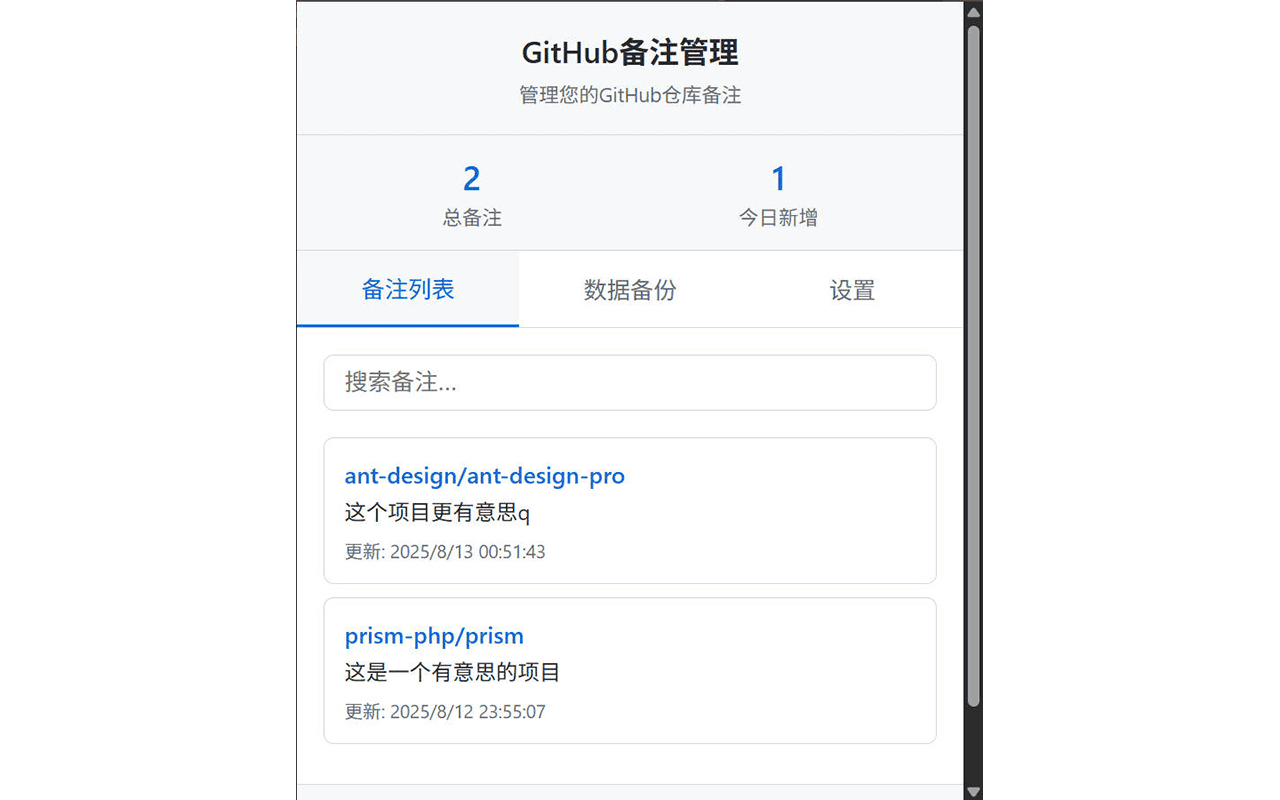 GitHub备注管理
管理您的GitHub仓库备注
2
总备注
1
今日新增
备注列表
数据备份
设置
搜索备注...
ant-design/ant-design-pro
这个项目更有意思q
更新: 2025/8/13 00:51:43
prism-php/prism
这是一个有意思的项目
更新: 2025/8/12 23:55:07